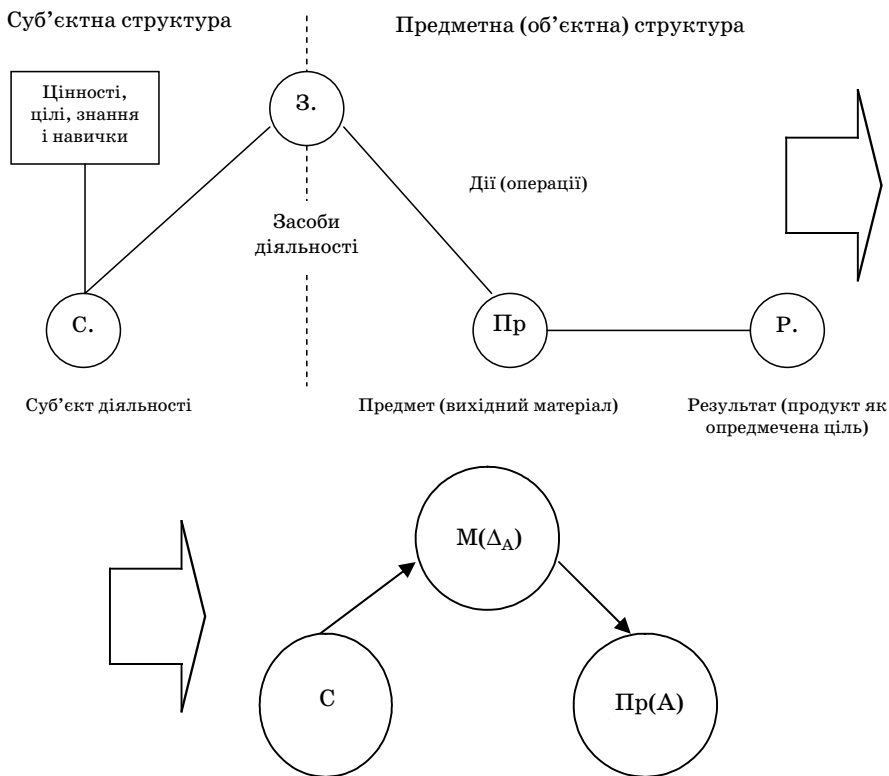 Суб’єктна структура
Предметна (об’єктна) структура
Цінності,
цілі, знання
і навички
З.
Дії (операції)
Засоби
діяльності
С.
Пр
Р.
Суб’єкт діяльності
Предмет (вихідний матеріал)
Результат (продукт як
опредмечена ціль)
М(Δ_А)
С
Пр(А)